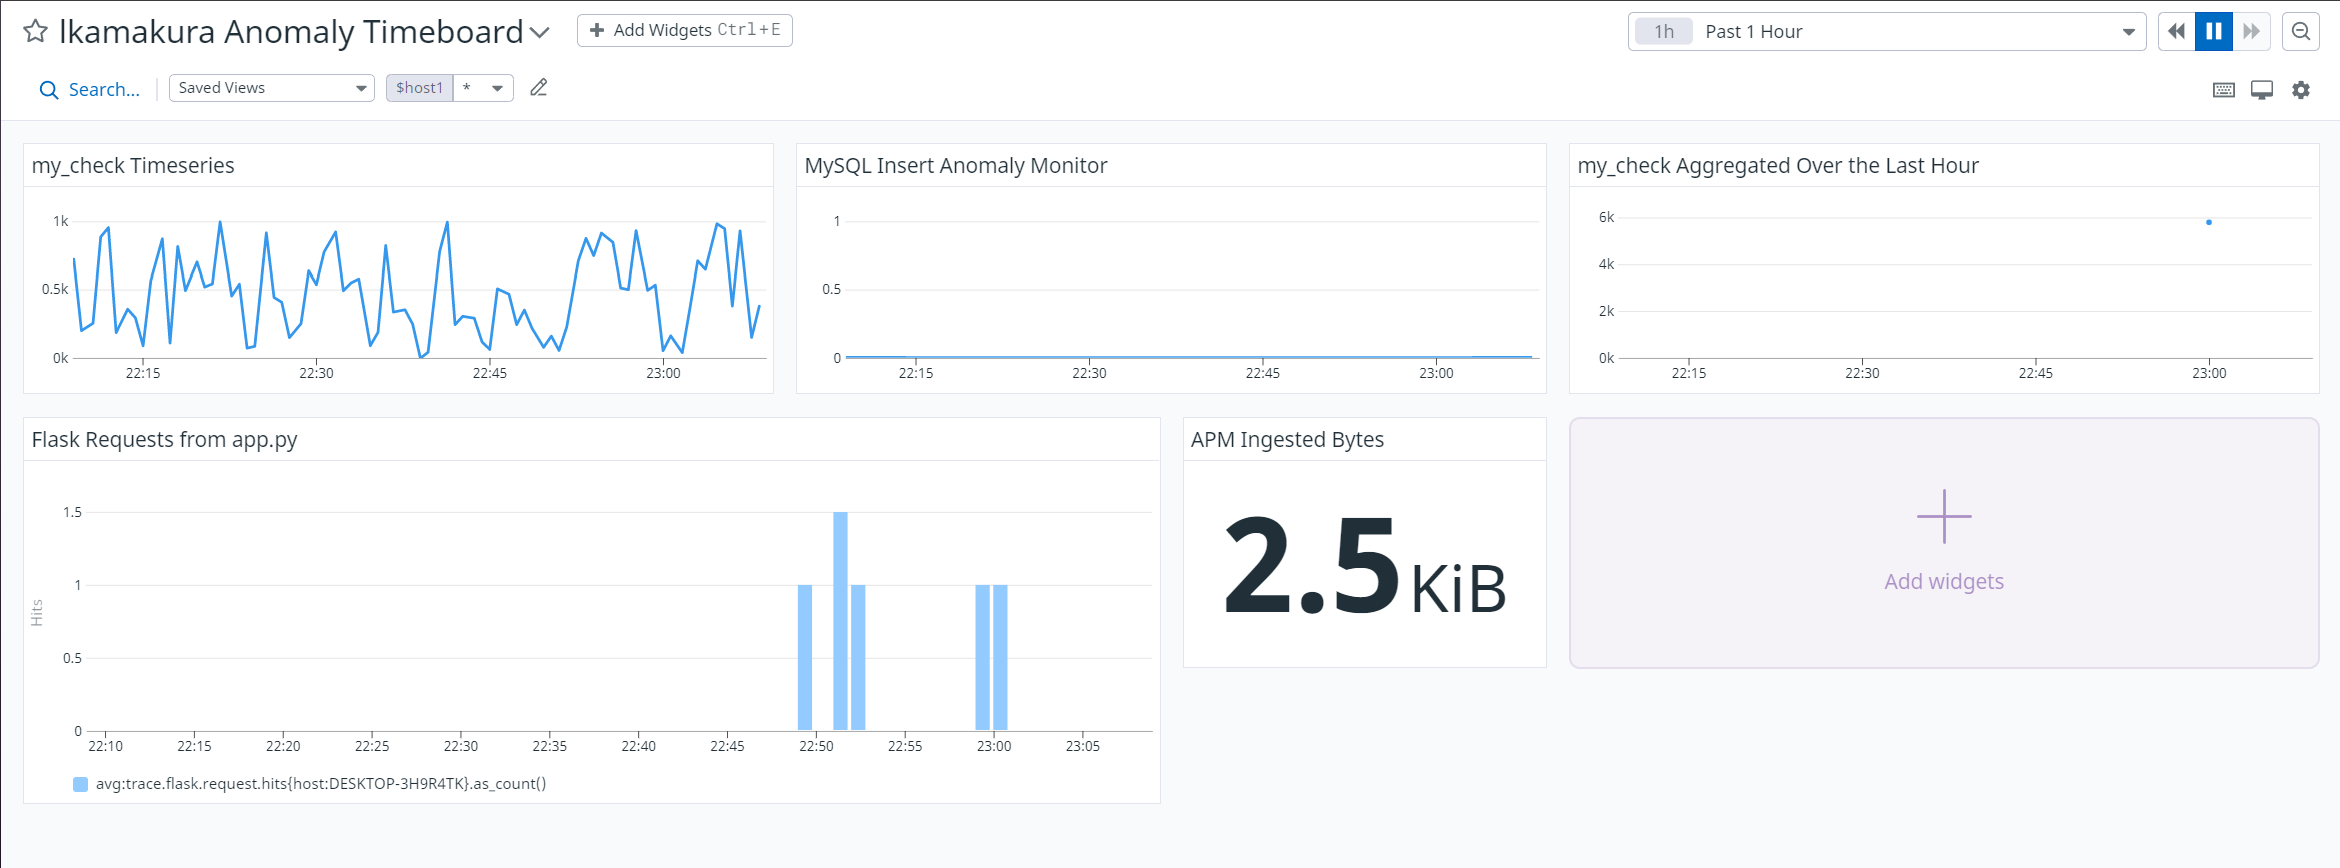 lkamakura Anomaly Timeboard
Add Widgets Ctrl+E
1h Past 1 Hour
Search...
Saved Views
$host1 *
my_check Timeseries
1k
0.5k
0k
22:15 22:30 22:45 23:00
MySQL Insert Anomaly Monitor
1
0.5
0
22:15 22:30 22:45 23:00
my_check Aggregated Over the Last Hour
6k
4k
2k
0k
22:15 22:30 22:45 23:00
Flask Requests from app.py
Hits
1.5
1
0.5
0
22:10 22:15 22:20 22:25 22:30 22:35 22:40 22:45 22:50 22:55 23:00 23:05
avg:trace.flask.request.hits{host:DESKTOP-3H9R4TK}.as_count()
APM Ingested Bytes
2.5 KiB
Add widgets